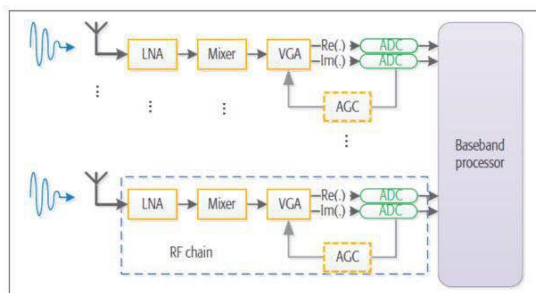 LNA Mixer VGA Re(.) ADC
Im(.) ADC
AGC
Baseband
processor
LNA Mixer VGA Re(.) ADC
Im(.) ADC
RF chain AGC